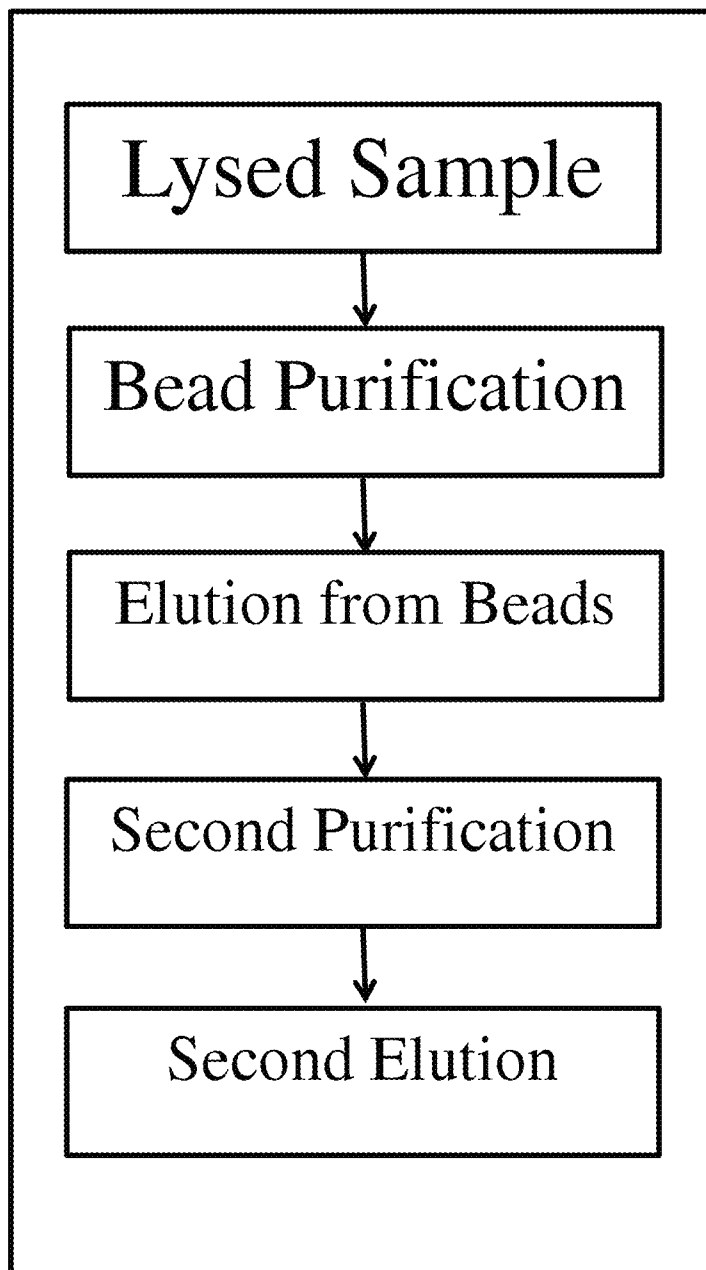 Lysed Sample
Bead Purification
Elution from Beads
Second Purification
Second Elution